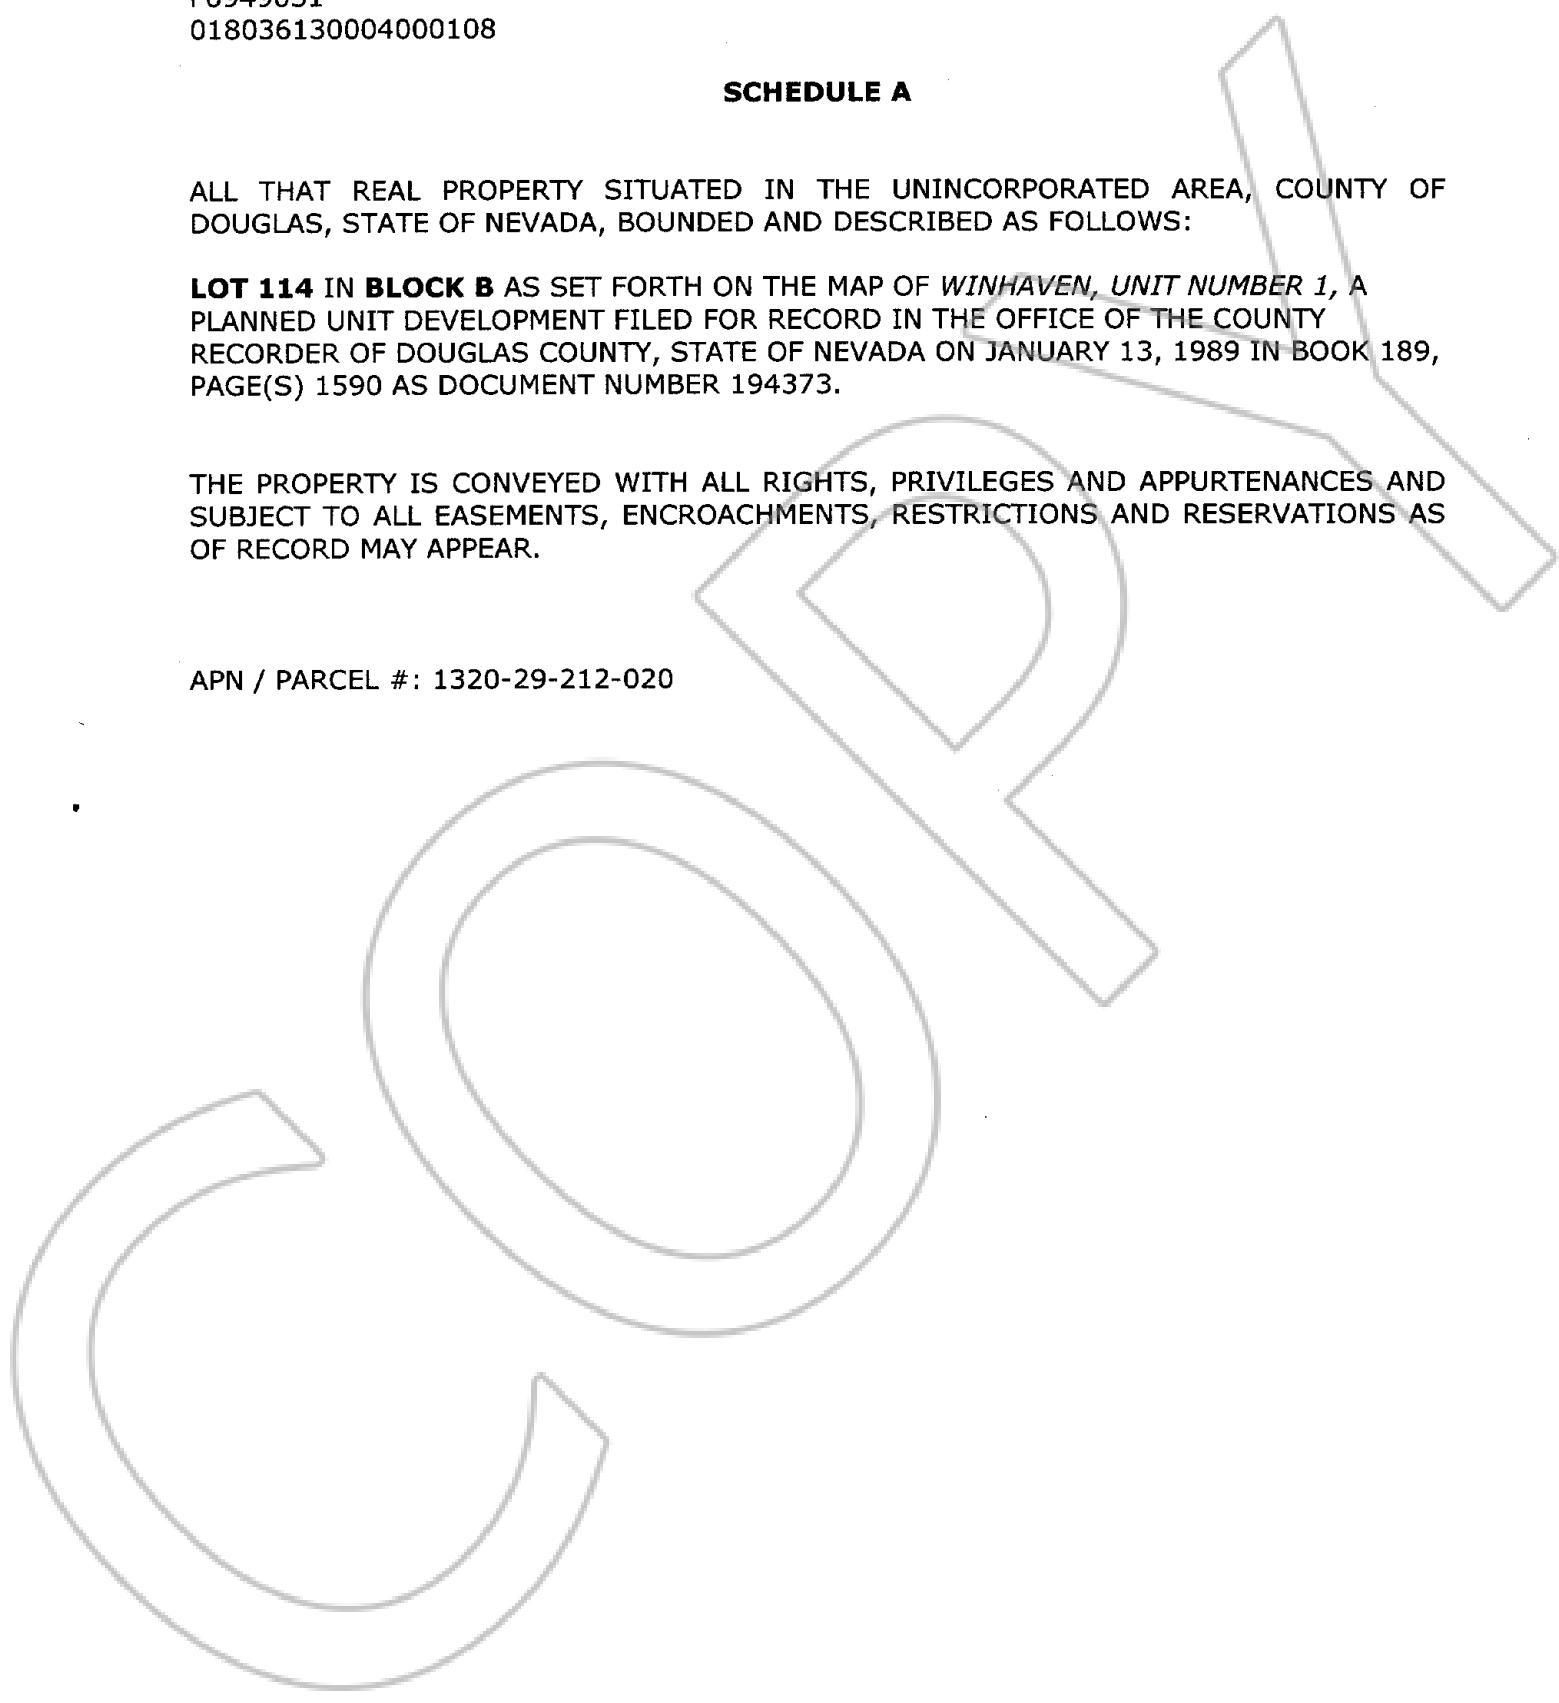 018036130004000108
SCHEDULE A
ALL THAT REAL PROPERTY SITUATED IN THE UNINCORPORATED AREA, COUNTY OF
DOUGLAS, STATE OF NEVADA, BOUNDED AND DESCRIBED AS FOLLOWS:
LOT 114 IN BLOCK B AS SET FORTH ON THE MAP OF WINHAVEN, UNIT NUMBER 1, A
PLANNED UNIT DEVELOPMENT FILED FOR RECORD IN THE OFFICE OF THE COUNTY
RECORDER OF DOUGLAS COUNTY, STATE OF NEVADA ON JANUARY 13, 1989 IN BOOK 189,
PAGE(S) 1590 AS DOCUMENT NUMBER 194373.
THE PROPERTY IS CONVEYED WITH ALL RIGHTS, PRIVILEGES AND APPURTENANCES AND
SUBJECT TO ALL EASEMENTS, ENCROACHMENTS, RESTRICTIONS AND RESERVATIONS AS
OF RECORD MAY APPEAR.
APN / PARCEL #: 1320-29-212-020
COPY